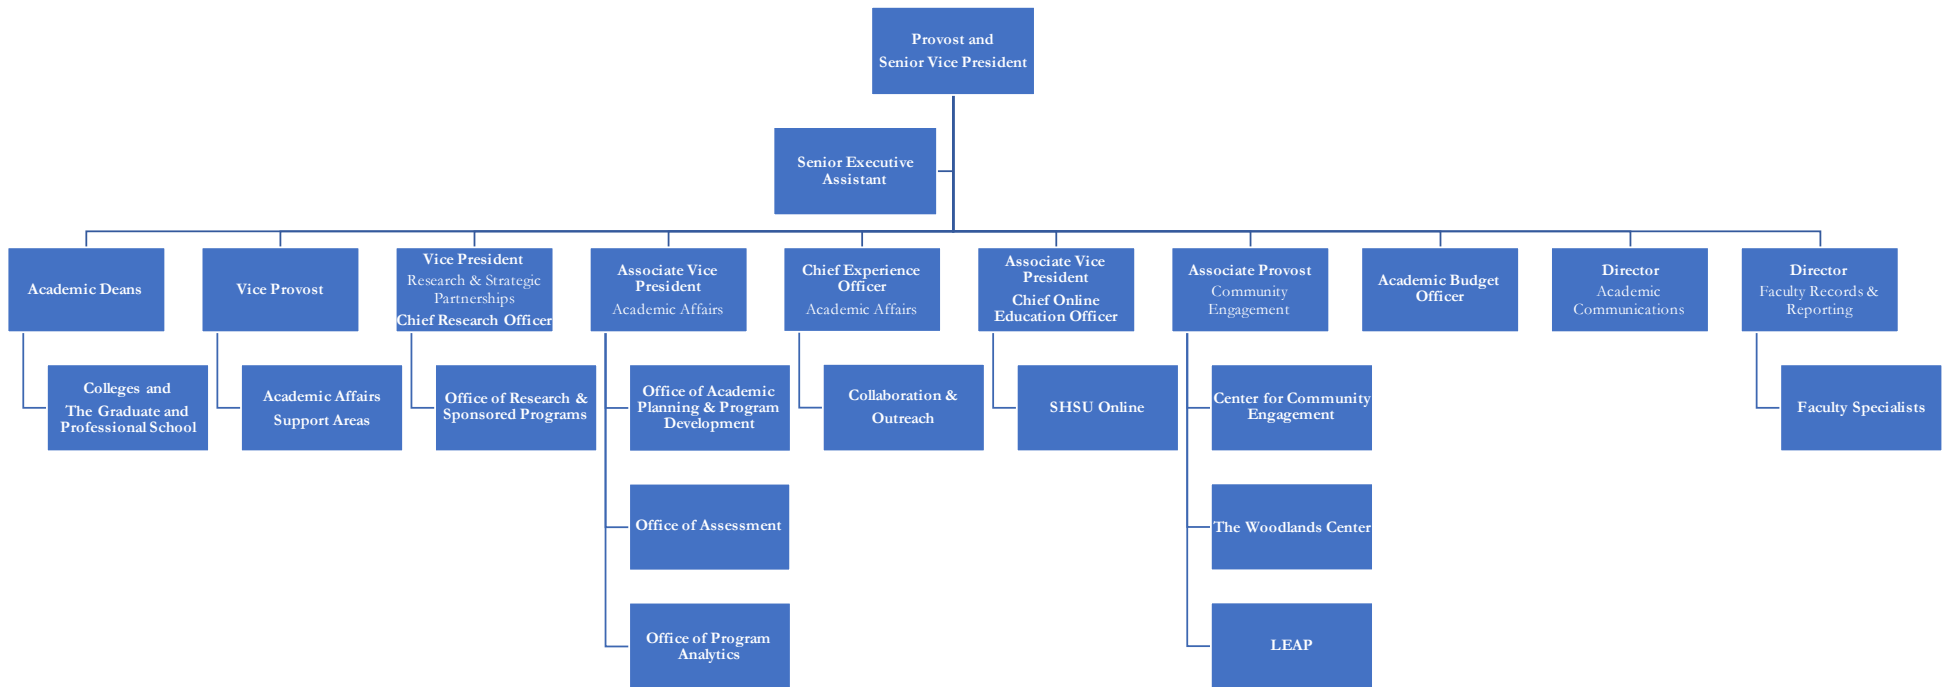 Provost and
Senior Vice President
Senior Executive
Assistant
Academic Deans
Vice Provost
Vice President
Research & Strategic
Partnerships
Chief Research Officer
Associate Vice
President
Academic Affairs
Chief Experience
Officer
Academic Affairs
Associate Vice
President
Chief Online
Education Officer
Associate Provost
Community
Engagement
Academic Budget
Officer
Director
Academic
Communications
Director
Faculty Records &
Reporting
Colleges and
The Graduate and
Professional School
Academic Affairs
Support Areas
Office of Research &
Sponsored Programs
Office of Academic
Planning & Program
Development
Collaboration &
Outreach
SHSU Online
Center for Community
Engagement
Faculty Specialists
Office of Assessment
The Woodlands Center
Office of Program
Analytics
LEAP